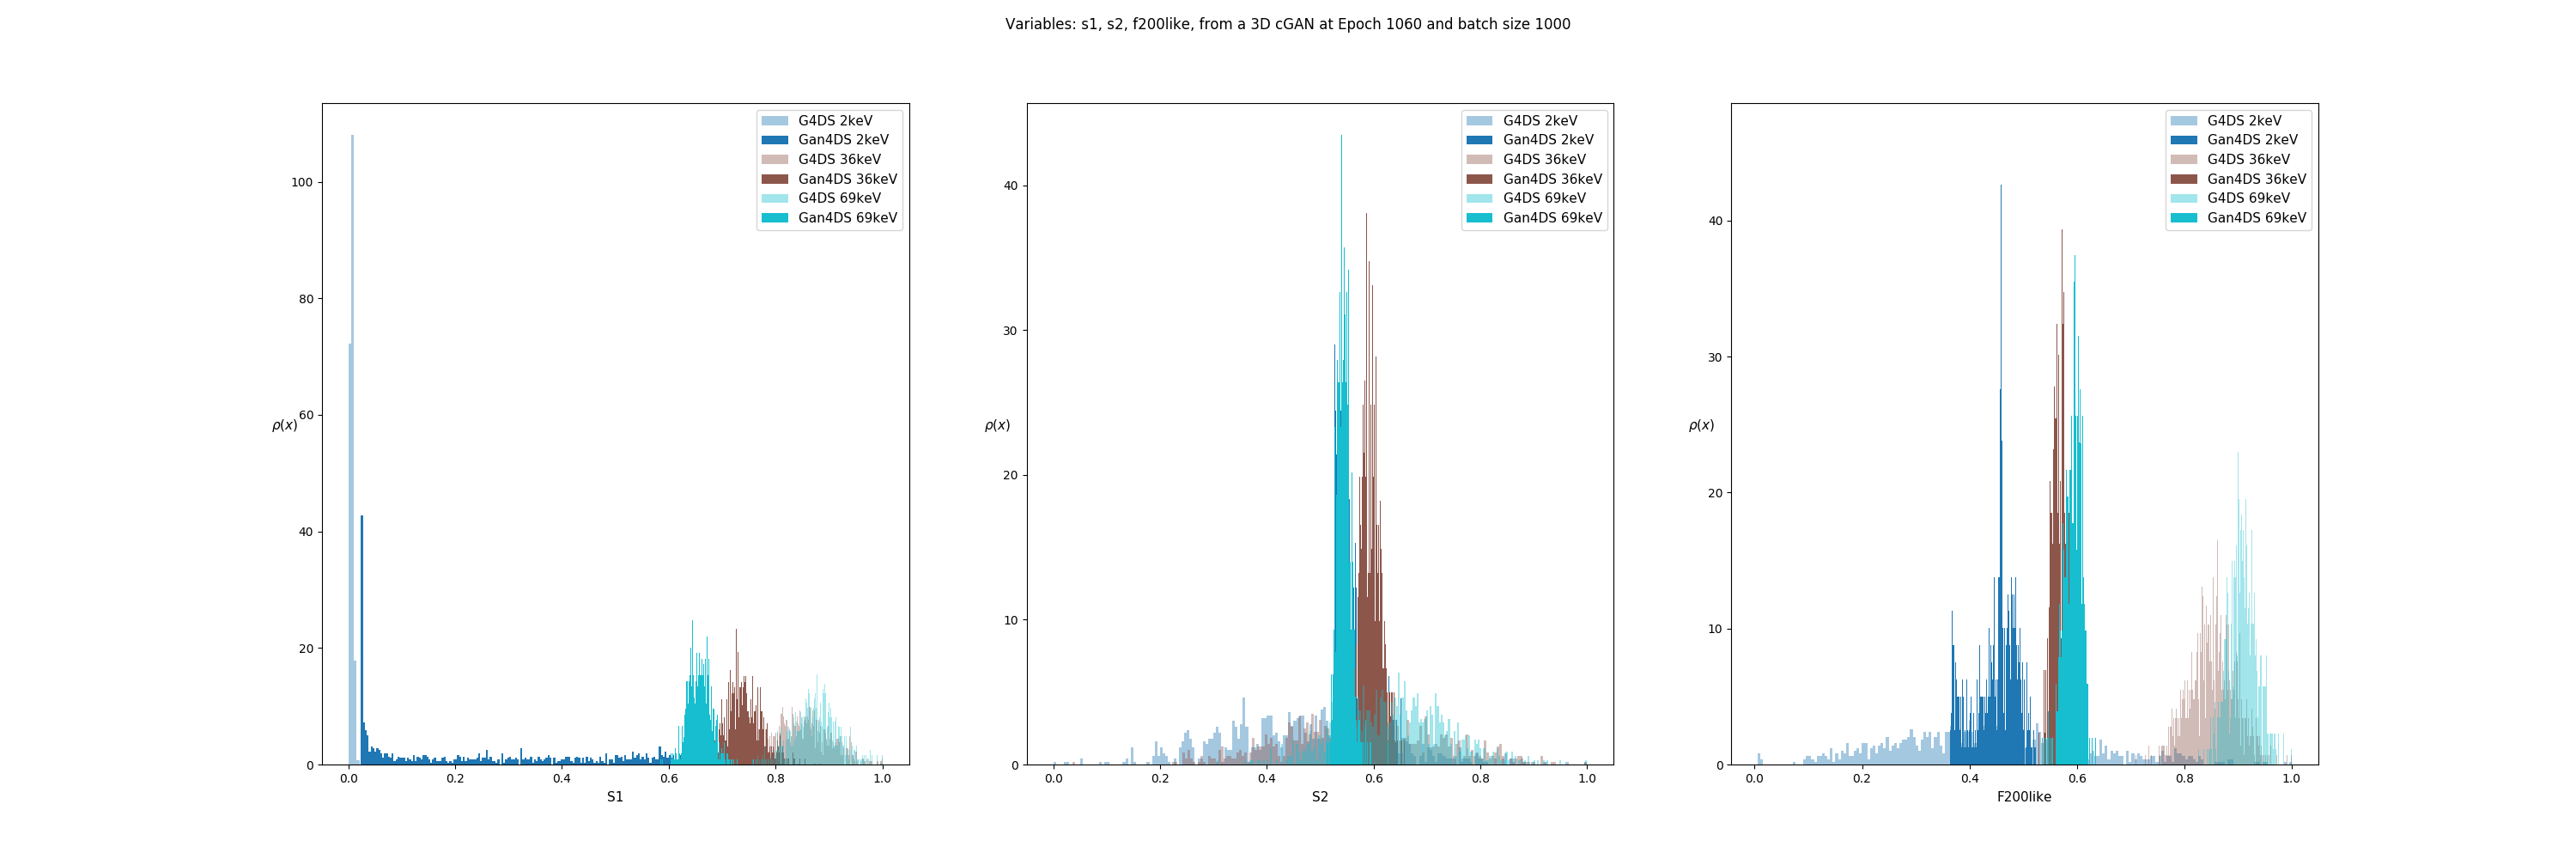 Variables: s1, s2, f200like, from a 3D cGAN at Epoch 1060 and batch size 1000
G4DS 2keV
Gan4DS 2keV
G4DS 36keV
Gan4DS 36keV
G4DS 69keV
Gan4DS 69keV
100
80
60
40
20
0
ρ(x)
0.0 0.2 0.4 0.6 0.8 1.0
S1
G4DS 2keV
Gan4DS 2keV
G4DS 36keV
Gan4DS 36keV
G4DS 69keV
Gan4DS 69keV
40
30
20
10
0
ρ(x)
0.0 0.2 0.4 0.6 0.8 1.0
S2
G4DS 2keV
Gan4DS 2keV
G4DS 36keV
Gan4DS 36keV
G4DS 69keV
Gan4DS 69keV
40
30
20
10
0
ρ(x)
0.0 0.2 0.4 0.6 0.8 1.0
F200like